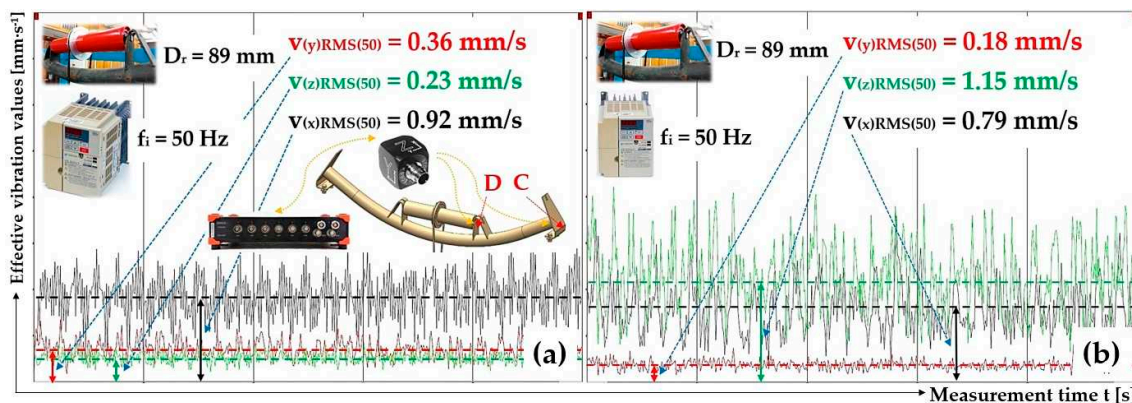 Effective vibration values [mm·s⁻¹]
Dᵣ = 89 mm
fᵢ = 50 Hz
v(y)RMS(50) = 0.36 mm/s
v(z)RMS(50) = 0.23 mm/s
v(x)RMS(50) = 0.92 mm/s
D C
(a)
Dᵣ = 89 mm
fᵢ = 50 Hz
v(y)RMS(50) = 0.18 mm/s
v(z)RMS(50) = 1.15 mm/s
v(x)RMS(50) = 0.79 mm/s
(b)
Measurement time t [s]